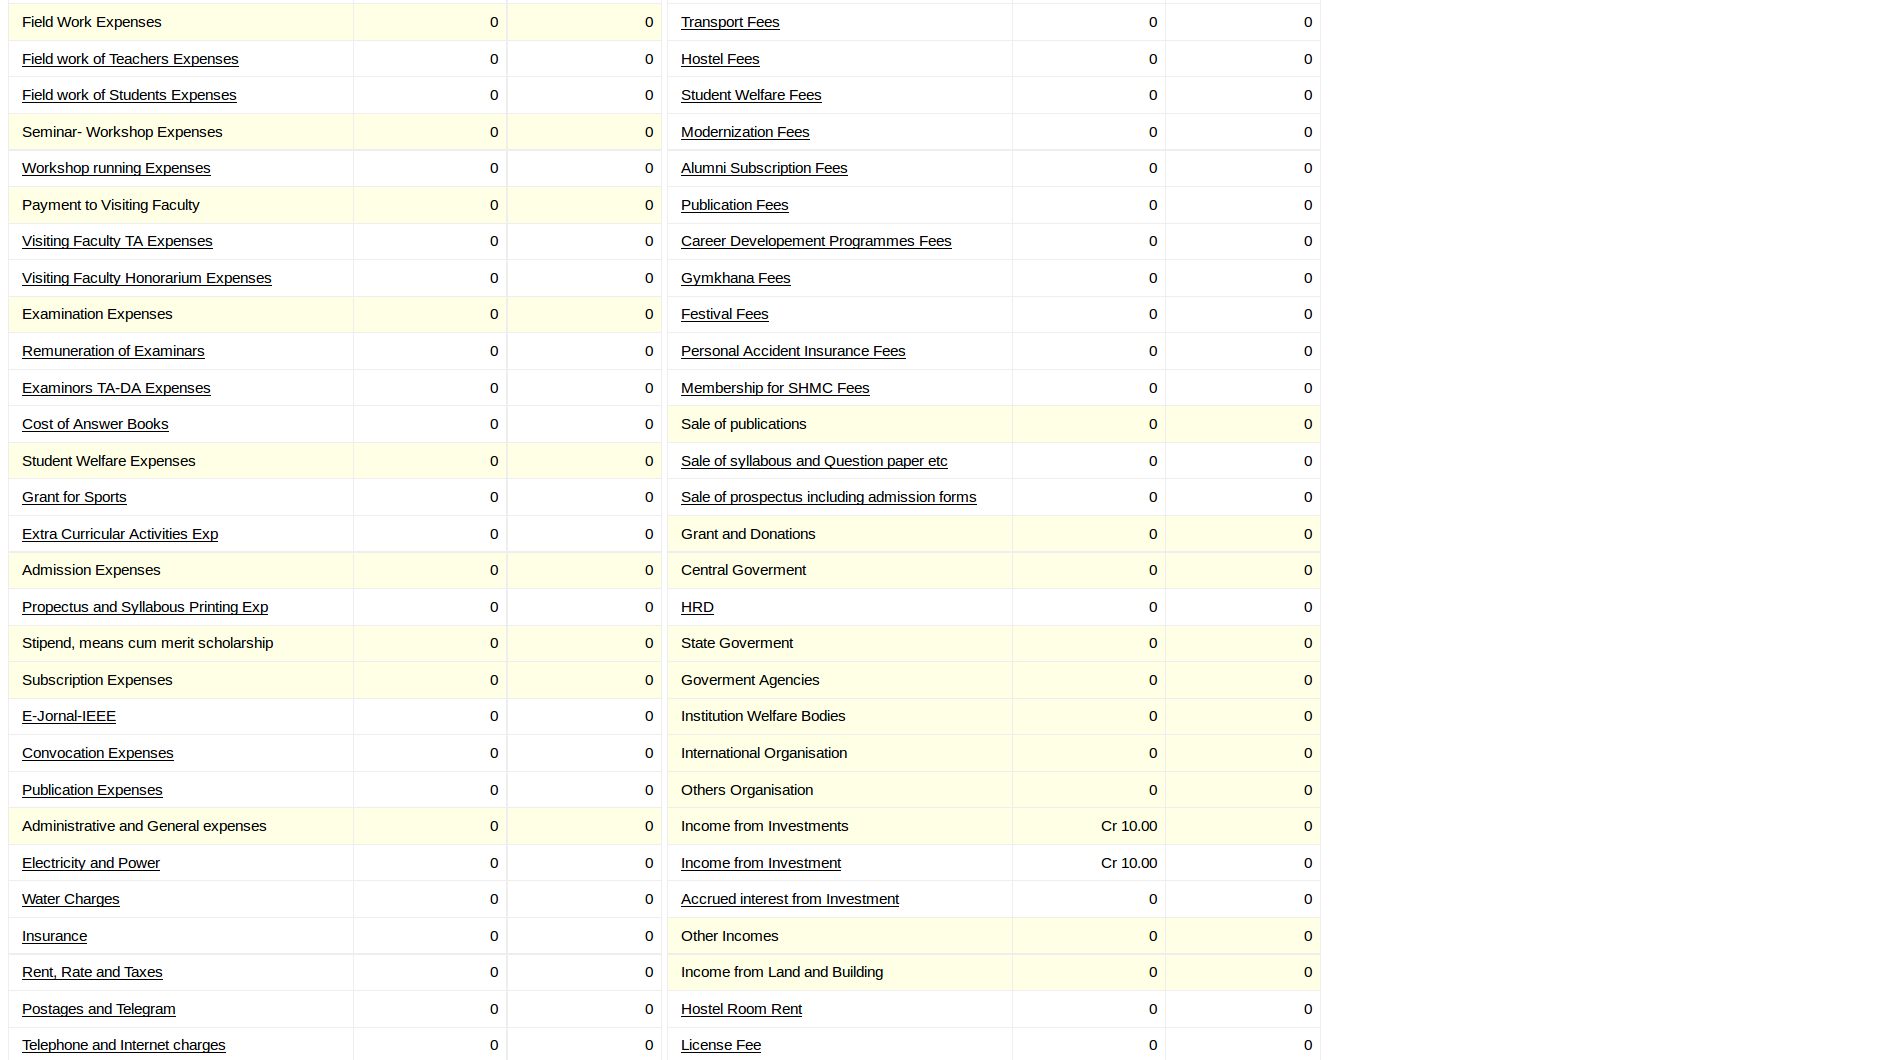 Field Work Expenses 0 0 Transport Fees 0 0
Field work of Teachers Expenses 0 0 Hostel Fees 0 0
Field work of Students Expenses 0 0 Student Welfare Fees 0 0
Seminar- Workshop Expenses 0 0 Modernization Fees 0 0
Workshop running Expenses 0 0 Alumni Subscription Fees 0 0
Payment to Visiting Faculty 0 0 Publication Fees 0 0
Visiting Faculty TA Expenses 0 0 Career Developement Programmes Fees 0 0
Visiting Faculty Honorarium Expenses 0 0 Gymkhana Fees 0 0
Examination Expenses 0 0 Festival Fees 0 0
Remuneration of Examinars 0 0 Personal Accident Insurance Fees 0 0
Examinors TA-DA Expenses 0 0 Membership for SHMC Fees 0 0
Cost of Answer Books 0 0 Sale of publications 0 0
Student Welfare Expenses 0 0 Sale of syllabous and Question paper etc 0 0
Grant for Sports 0 0 Sale of prospectus including admission forms 0 0
Extra Curricular Activities Exp 0 0 Grant and Donations 0 0
Admission Expenses 0 0 Central Goverment 0 0
Propectus and Syllabous Printing Exp 0 0 HRD 0 0
Stipend, means cum merit scholarship 0 0 State Goverment 0 0
Subscription Expenses 0 0 Goverment Agencies 0 0
E-Jornal-IEEE 0 0 Institution Welfare Bodies 0 0
Convocation Expenses 0 0 International Organisation 0 0
Publication Expenses 0 0 Others Organisation 0 0
Administrative and General expenses 0 0 Income from Investments Cr 10.00 0
Electricity and Power 0 0 Income from Investment Cr 10.00 0
Water Charges 0 0 Accrued interest from Investment 0 0
Insurance 0 0 Other Incomes 0 0
Rent, Rate and Taxes 0 0 Income from Land and Building 0 0
Postages and Telegram 0 0 Hostel Room Rent 0 0
Telephone and Internet charges 0 0 License Fee 0 0